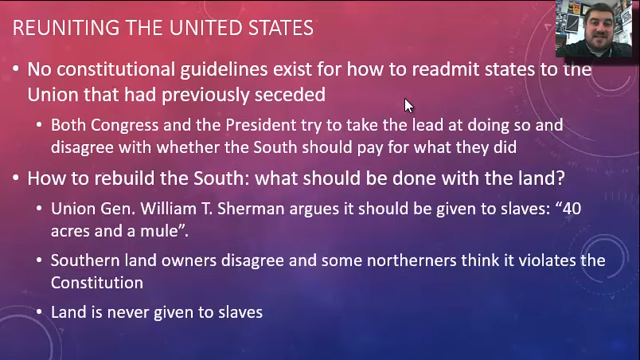 REUNITING THE UNITED STATES
• No constitutional guidelines exist for how to readmit states to the
Union that had previously seceded
• Both Congress and the President try to take the lead at doing so and
disagree with whether the South should pay for what they did
• How to rebuild the South: what should be done with the land?
• Union Gen. William T. Sherman argues it should be given to slaves: “40
acres and a mule”.
• Southern land owners disagree and some northerners think it violates the
Constitution
• Land is never given to slaves